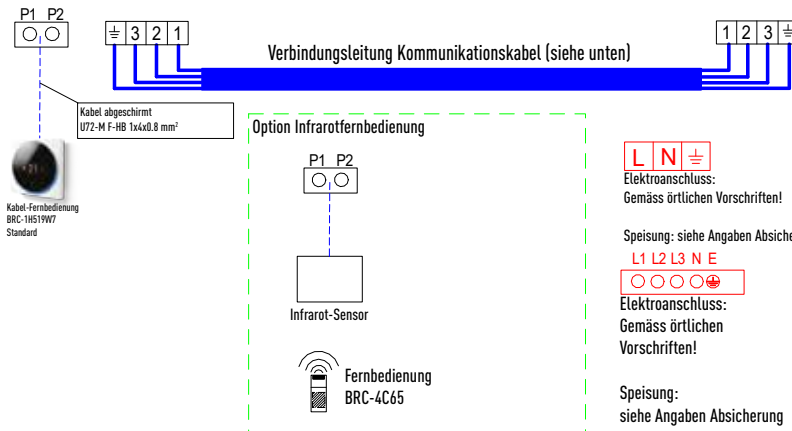 P1 P2
3 2 1
Verbindungsleitung Kommunikationskabel (siehe unten)
1 2 3
Kabel abgeschirmt
U72-M F-HB 1x4x0.8 mm²
Kabel-Fernbedienung
BRC-1H519W7
Standard
Option Infrarotfernbedienung
P1 P2
Infrarot-Sensor
Fernbedienung
BRC-4C65
L N
Elektroanschluss:
Gemäss örtlichen Vorschriften!
Speisung: siehe Angaben Absiche
L1 L2 L3 N E
Elektroanschluss:
Gemäss örtlichen
Vorschriften!
Speisung:
siehe Angaben Absicherung